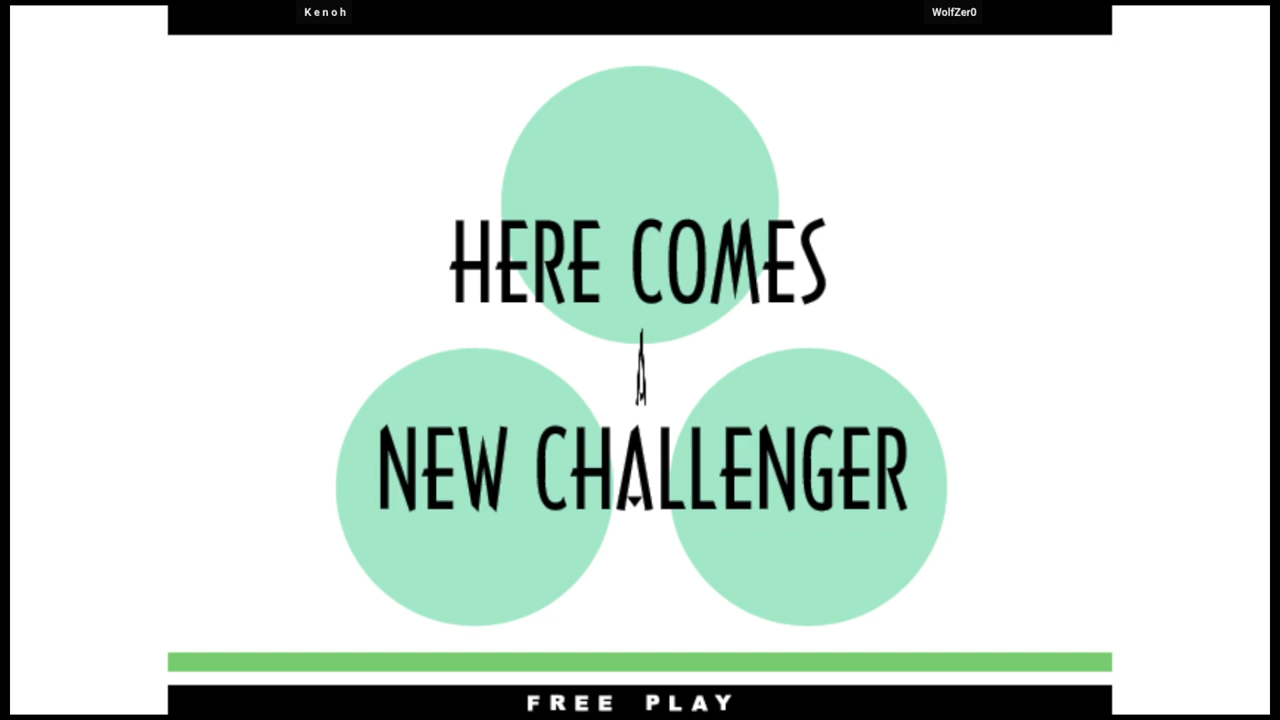 Kenoh
WolfZer0
HERE COMES
A
NEW CHALLENGER
FREE PLAY